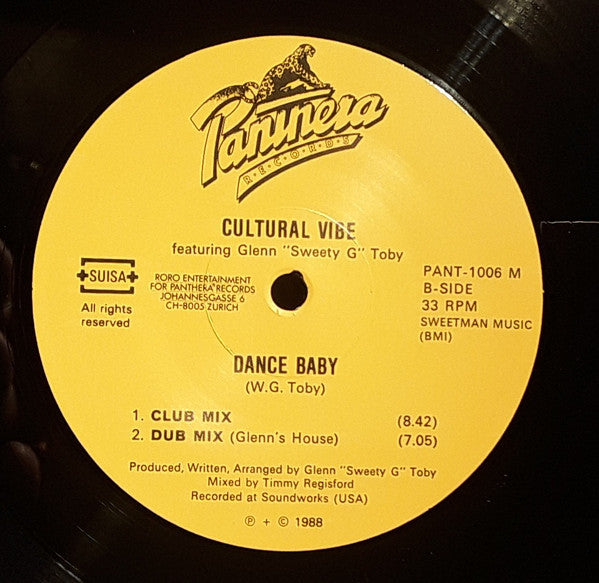 Panthera
R·E·C·O·R·D·S
CULTURAL VIBE
featuring Glenn "Sweety G" Toby
SUISA
All rights
reserved
RORO ENTERTAINMENT
FOR PANTHERA RECORDS
JOHANNESGASSE 6
CH-8005 ZURICH
PANT-1006 M
B-SIDE
33 RPM
SWEETMAN MUSIC
(BMI)
DANCE BABY
(W.G. Toby)
1. CLUB MIX (8.42)
2. DUB MIX (Glenn's House) (7.05)
Produced, Written, Arranged by Glenn "Sweety G" Toby
Mixed by Timmy Regisford
Recorded at Soundworks (USA)
℗ + © 1988